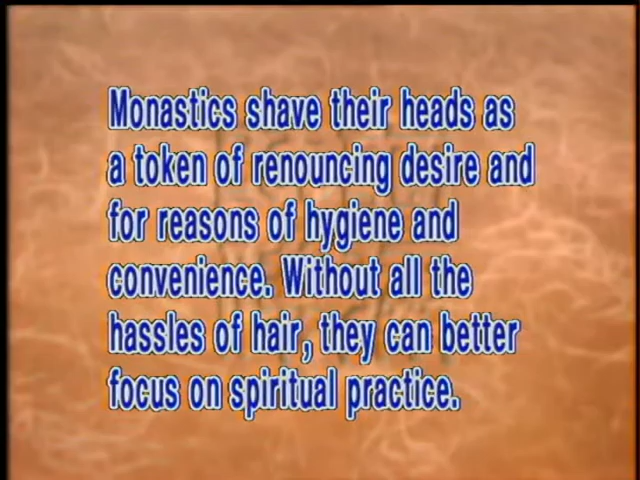 Monastics shave their heads as
a token of renouncing desire and
for reasons of hygiene and
convenience. Without all the
hassles of hair, they can better
focus on spiritual practice.